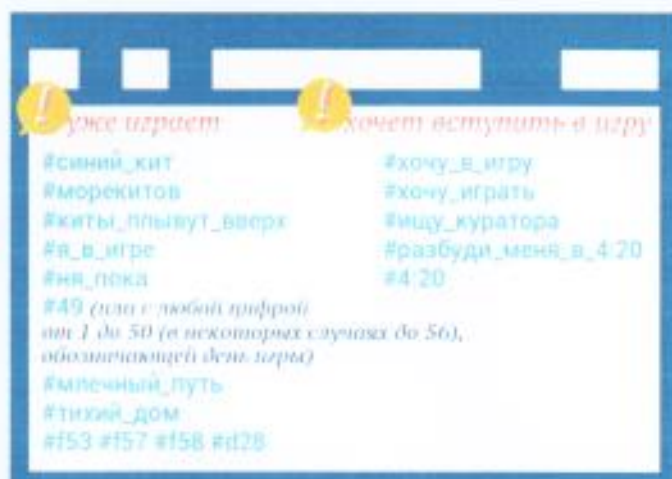 уже играет
#синий_кит
#морекитов
#киты_плывут_вверх
#я_в_игре
#ня_пока
#49 (или с любой цифрой
от 1 до 50 (в некоторых случаях до 56),
обозначающей день игры)
#млечный_путь
#тихий_дом
#f53 #f57 #f58 #d28
хочет вступить в игру
#хочу_в_игру
#хочу_играть
#ищу_куратора
#разбуди_меня_в_4:20
#4:20